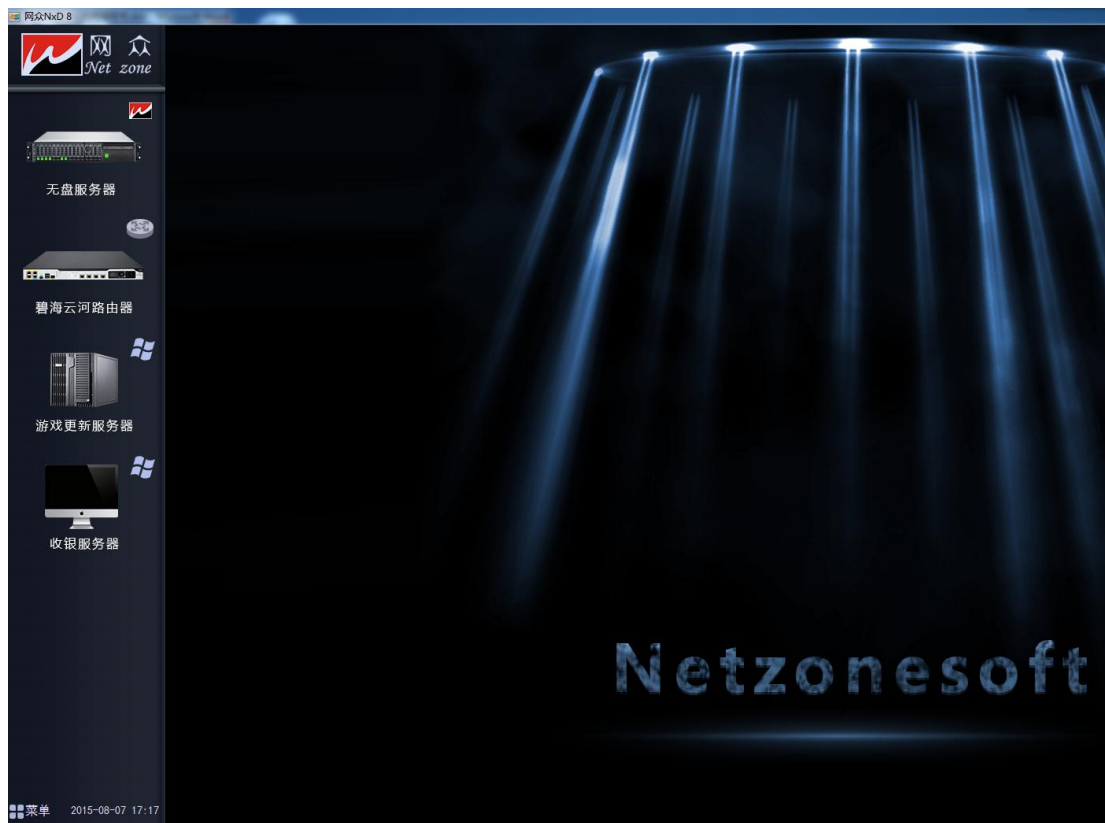 网众NxD 8
网众
Net zone
无盘服务器
碧海云河路由器
游戏更新服务器
收银服务器
Netzonesoft
菜单 2015-08-07 17:17